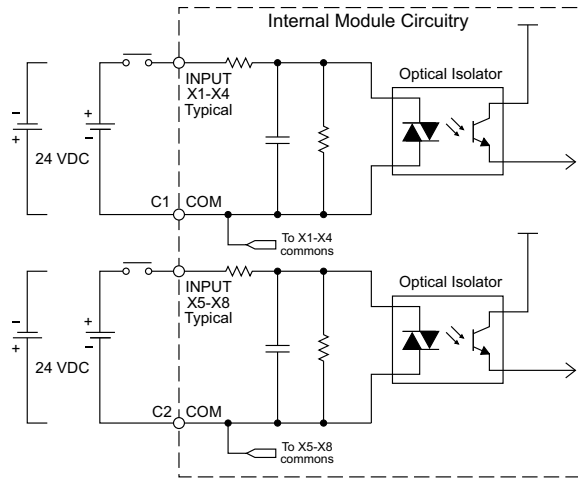 Internal Module Circuitry
INPUT
X1-X4
Typical
Optical Isolator
-
+
+
-
24 VDC
C1
COM
To X1-X4
commons
INPUT
X5-X8
Typical
Optical Isolator
-
+
+
-
24 VDC
C2
COM
To X5-X8
commons